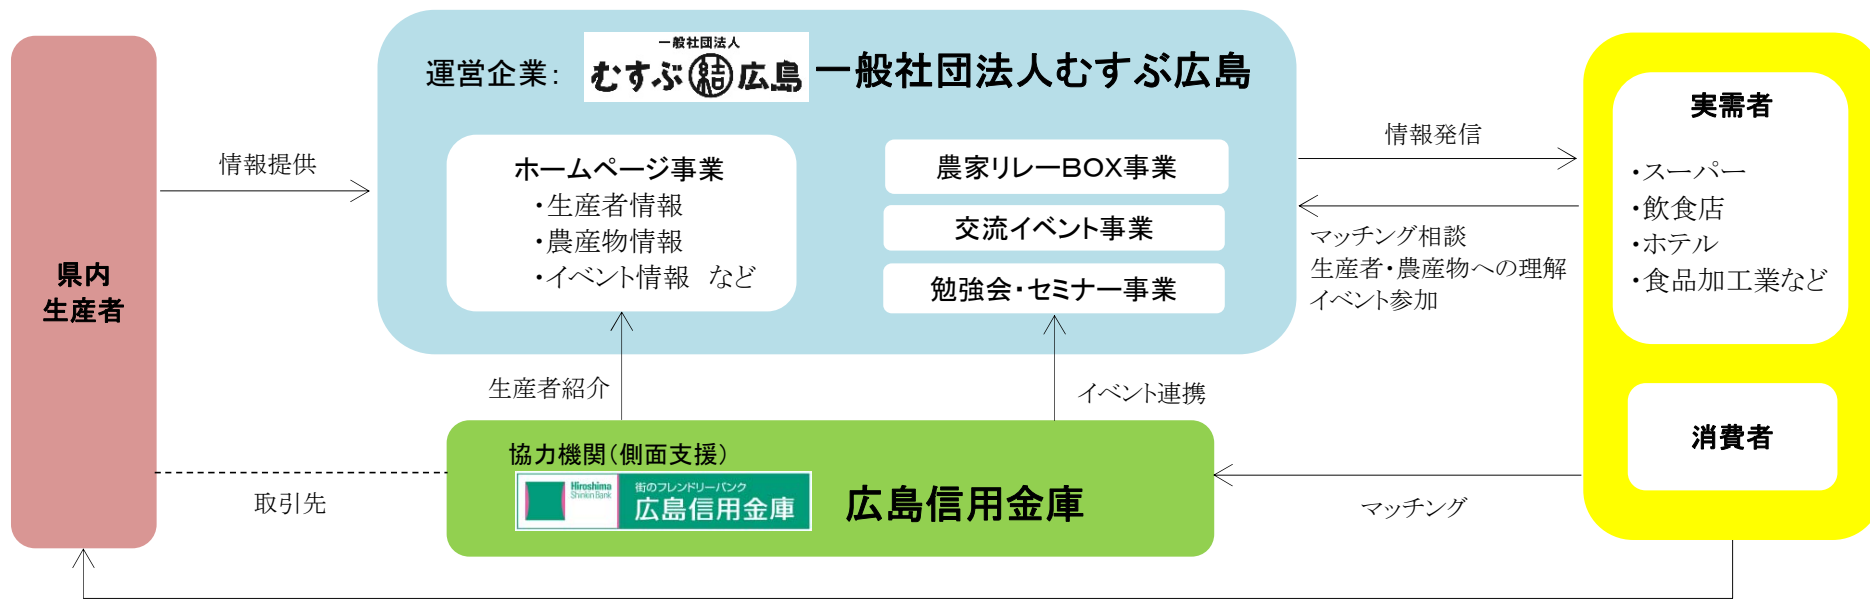 県内
生産者
情報提供
運営企業：
一般社団法人
むすぶ結広島
一般社団法人むすぶ広島
ホームページ事業
・生産者情報
・農産物情報
・イベント情報　など
農家リレーＢＯＸ事業
交流イベント事業
勉強会・セミナー事業
情報発信
マッチング相談
生産者・農産物への理解
イベント参加
実需者
・スーパー
・飲食店
・ホテル
・食品加工業など
消費者
生産者紹介
イベント連携
協力機関（側面支援）
Hiroshima
Shinkin Bank
街のフレンドリーバンク
広島信用金庫
広島信用金庫
取引先
マッチング